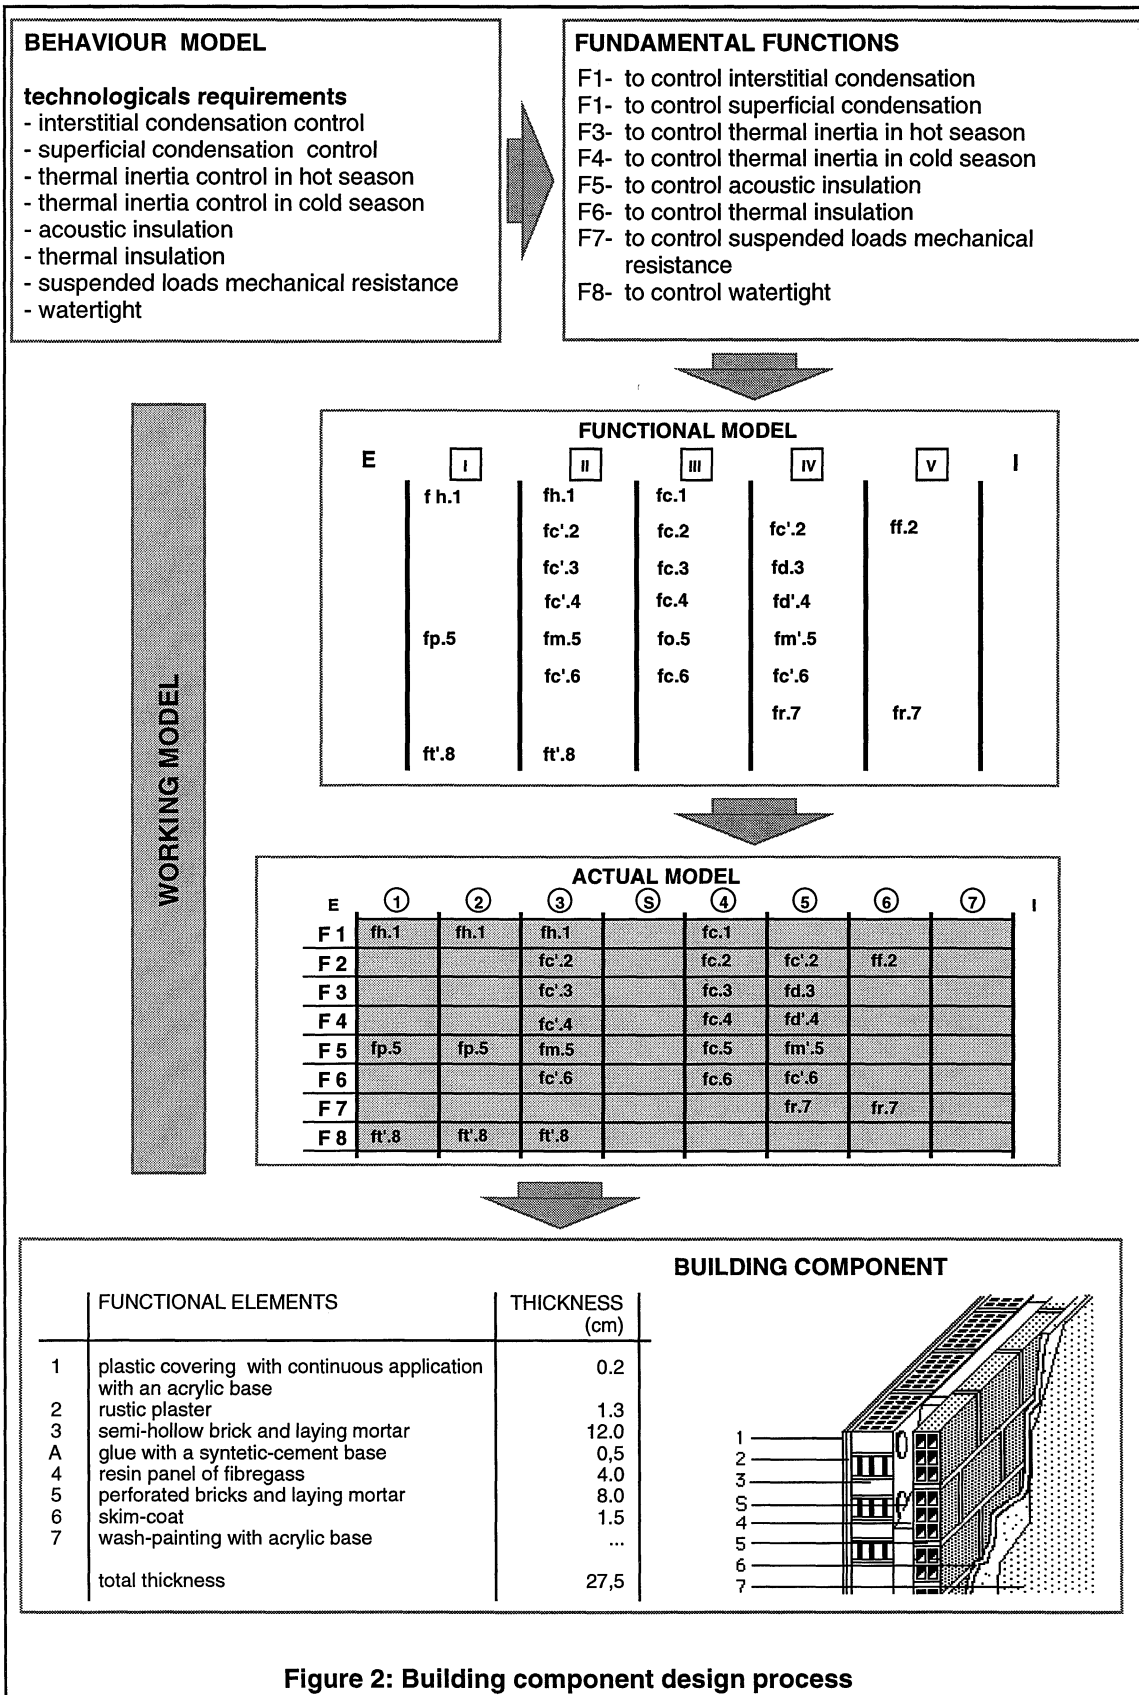 BEHAVIOUR MODEL
technologicals requirements
- interstitial condensation control
- superficial condensation control
- thermal inertia control in hot season
- thermal inertia control in cold season
- acoustic insulation
- thermal insulation
- suspended loads mechanical resistance
- watertight
FUNDAMENTAL FUNCTIONS
F1- to control interstitial condensation
F1- to control superficial condensation
F3- to control thermal inertia in hot season
F4- to control thermal inertia in cold season
F5- to control acoustic insulation
F6- to control thermal insulation
F7- to control suspended loads mechanical
resistance
F8- to control watertight
WORKING MODEL
FUNCTIONAL MODEL
E I II III IV V I
f h.1 fh.1 fc.1
fc'.2 fc.2 fc'.2 ff.2
fc'.3 fc.3 fd.3
fc'.4 fc.4 fd'.4
fp.5 fm.5 fo.5 fm'.5
fc'.6 fc.6 fc'.6
fr.7 fr.7
ft'.8 ft'.8
ACTUAL MODEL
E 1 2 3 S 4 5 6 7 I
F 1 fh.1 fh.1 fh.1 fc.1
F 2 fc'.2 fc.2 fc'.2 ff.2
F 3 fc'.3 fc.3 fd.3
F 4 fc'.4 fc.4 fd'.4
F 5 fp.5 fp.5 fm.5 fc.5 fm'.5
F 6 fc'.6 fc.6 fc'.6
F 7 fr.7 fr.7
F 8 ft'.8 ft'.8 ft'.8
BUILDING COMPONENT
FUNCTIONAL ELEMENTS THICKNESS
(cm)
1 plastic covering with continuous application 0.2
with an acrylic base
2 rustic plaster 1.3
3 semi-hollow brick and laying mortar 12.0
A glue with a syntetic-cement base 0,5
4 resin panel of fibregass 4.0
5 perforated bricks and laying mortar 8.0
6 skim-coat 1.5
7 wash-painting with acrylic base ...
total thickness 27,5
1
2
3
S
4
5
6
7
Figure 2: Building component design process